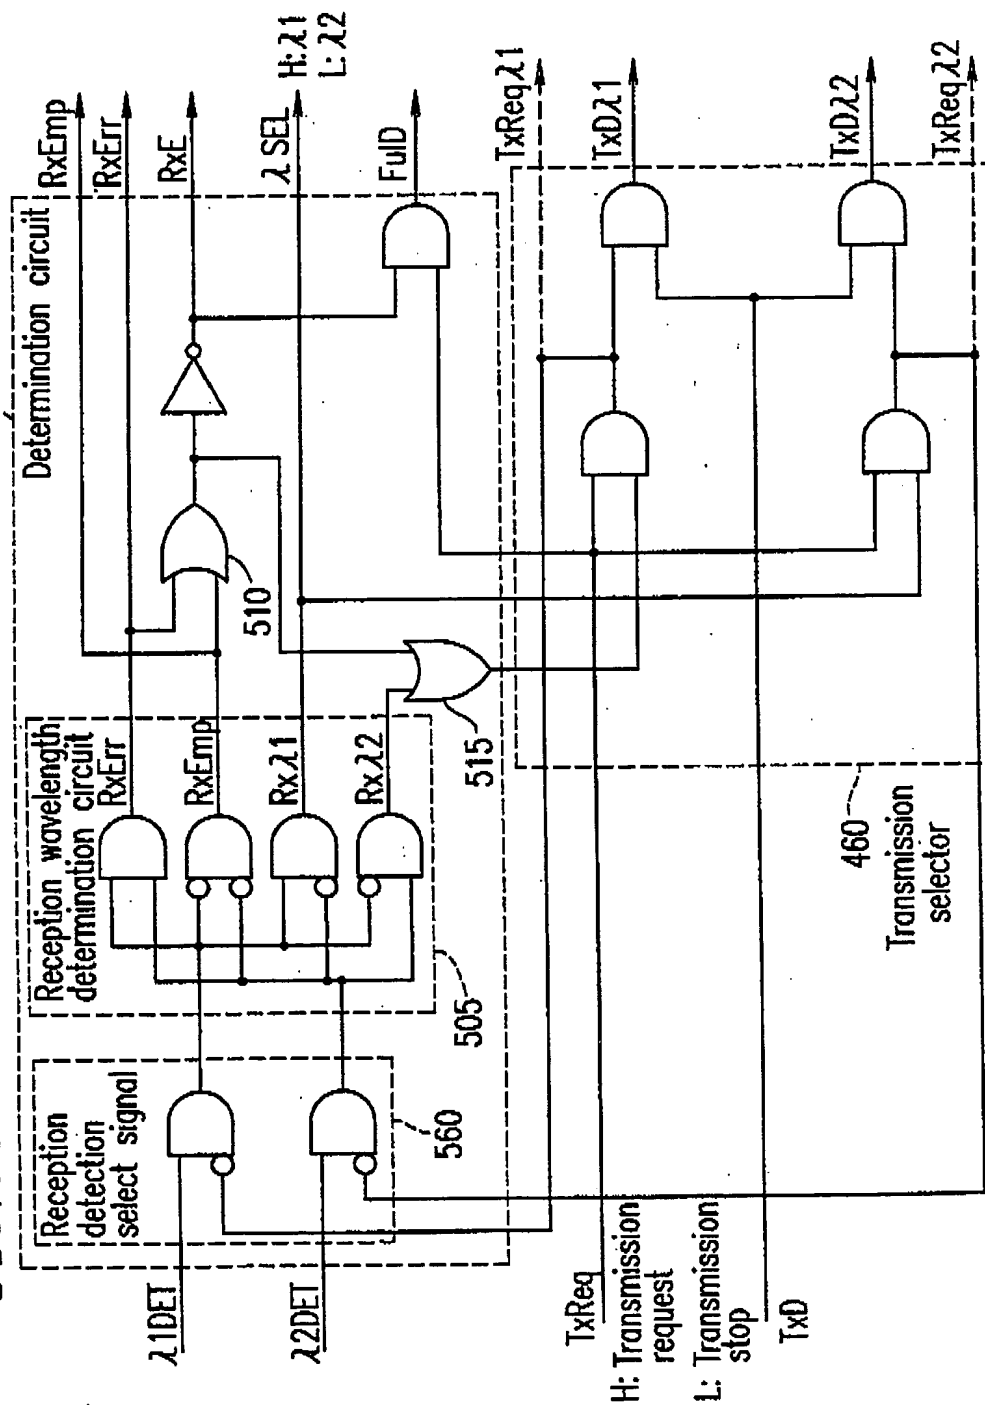 Determination circuit
RxEmp
RxErr
RxE
λ SEL
H: λ1
L: λ2
FulD
Reception wavelength
determination circuit
RxErr
RxEmp
Rxλ1
Rxλ2
510
515
505
Reception
detection
select signal
560
λ1DET
λ2DET
TxReqλ1
TxDλ1
TxDλ2
TxReqλ2
460
Transmission
selector
TxReq
H: Transmission
request
L: Transmission
stop
TxD